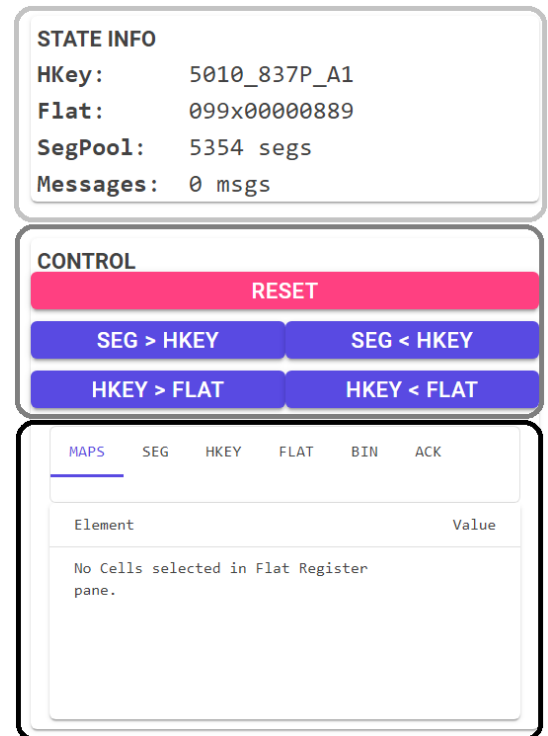 STATE INFO
HKey: 5010_837P_A1
Flat: 099x00000889
SegPool: 5354 segs
Messages: 0 msgs
CONTROL
RESET
SEG > HKEY SEG < HKEY
HKEY > FLAT HKEY < FLAT
MAPS SEG HKEY FLAT BIN ACK
Element Value
No Cells selected in Flat Register
pane.